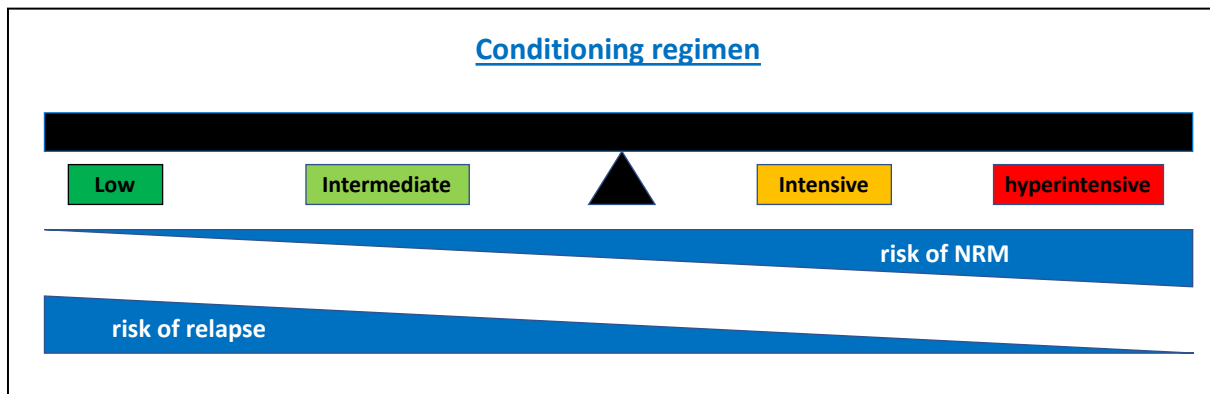 Conditioning regimen
Low
Intermediate
Intensive
hyperintensive
risk of NRM
risk of relapse